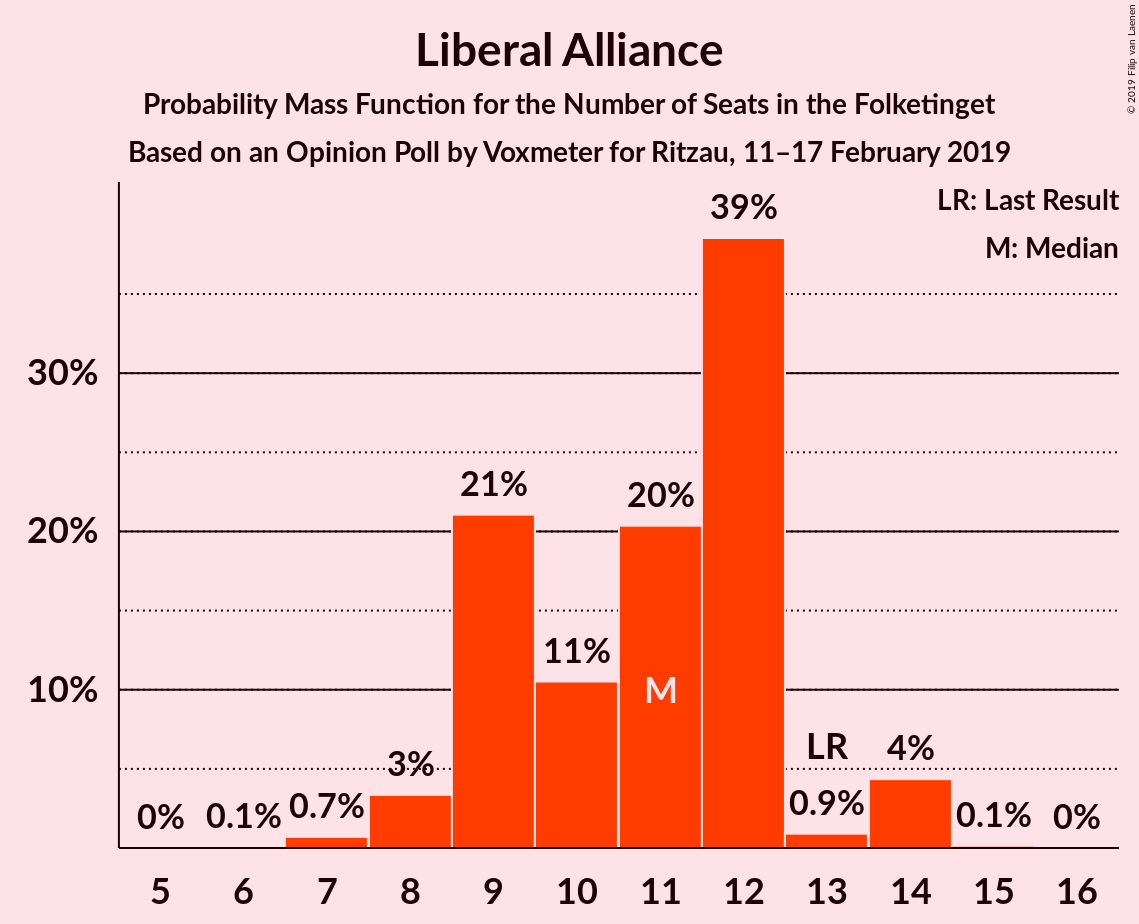 Liberal Alliance
Probability Mass Function for the Number of Seats in the Folketinget
Based on an Opinion Poll by Voxmeter for Ritzau, 11–17 February 2019
© 2019 Filip van Laenen
LR: Last Result
M: Median
30%
20%
10%
0%
0.1%
0.7%
3%
21%
11%
20%
M
39%
LR
0.9%
4%
0.1%
0%
5 6 7 8 9 10 11 12 13 14 15 16